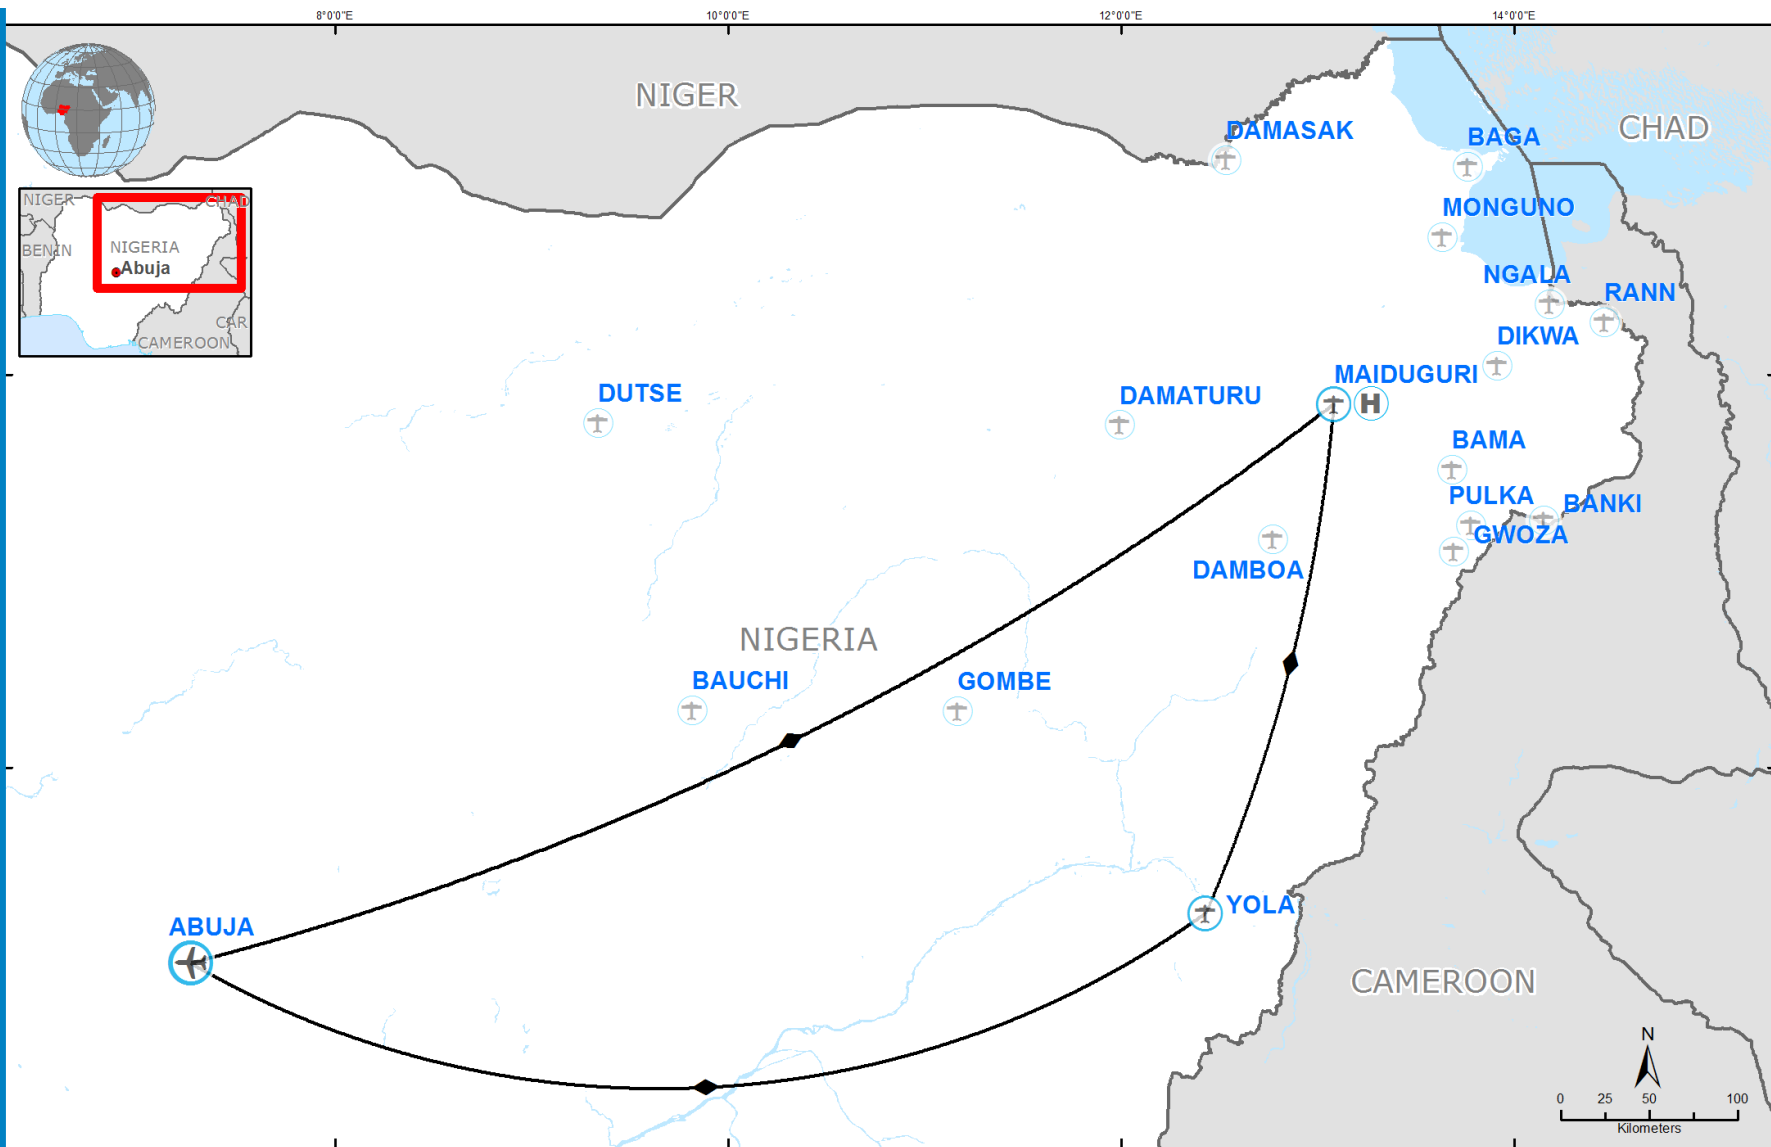 8°0'0"E
10°0'0"E
12°0'0"E
14°0'0"E
NIGER
CHAD
DAMASAK
BAGA
MONGUNO
NGALA
RANN
DIKWA
MAIDUGURI
H
DUTSE
DAMATURU
BAMA
PULKA
BANKI
GWOZA
DAMBOA
NIGERIA
BAUCHI
GOMBE
YOLA
ABUJA
CAMEROON
NIGER
CHAD
BENIN
NIGERIA
Abuja
CAR
CAMEROON
N
0 25 50 100
Kilometers